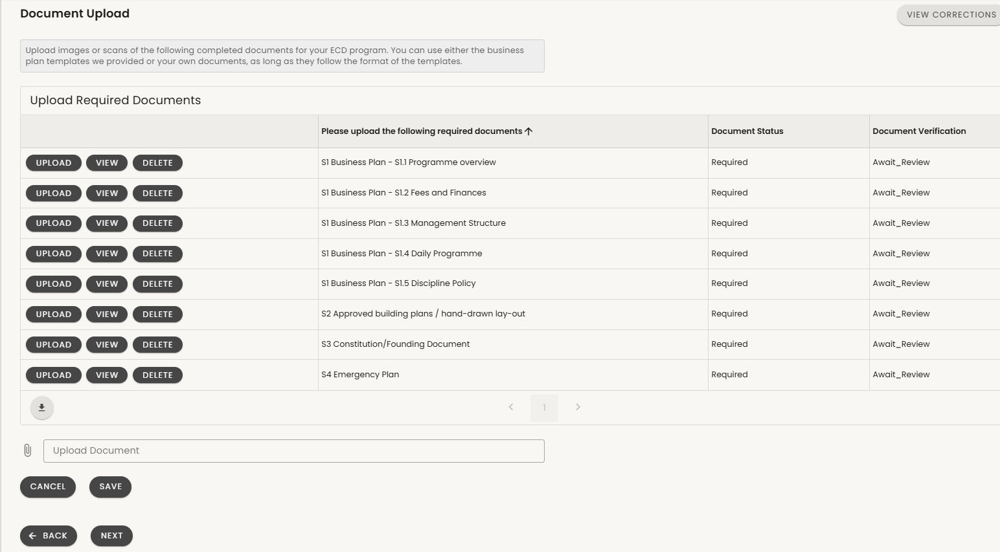 Document Upload
VIEW CORRECTIONS
Upload images or scans of the following completed documents for your ECD program. You can use either the business
plan templates we provided or your own documents, as long as they follow the format of the templates.
Upload Required Documents
Please upload the following required documents Document Status Document Verification
UPLOAD VIEW DELETE S1 Business Plan - S1.1 Programme overview Required Await_Review
UPLOAD VIEW DELETE S1 Business Plan - S1.2 Fees and Finances Required Await_Review
UPLOAD VIEW DELETE S1 Business Plan - S1.3 Management Structure Required Await_Review
UPLOAD VIEW DELETE S1 Business Plan - S1.4 Daily Programme Required Await_Review
UPLOAD VIEW DELETE S1 Business Plan - S1.5 Discipline Policy Required Await_Review
UPLOAD VIEW DELETE S2 Approved building plans / hand-drawn lay-out Required Await_Review
UPLOAD VIEW DELETE S3 Constitution/Founding Document Required Await_Review
UPLOAD VIEW DELETE S4 Emergency Plan Required Await_Review
1
Upload Document
CANCEL SAVE
BACK NEXT